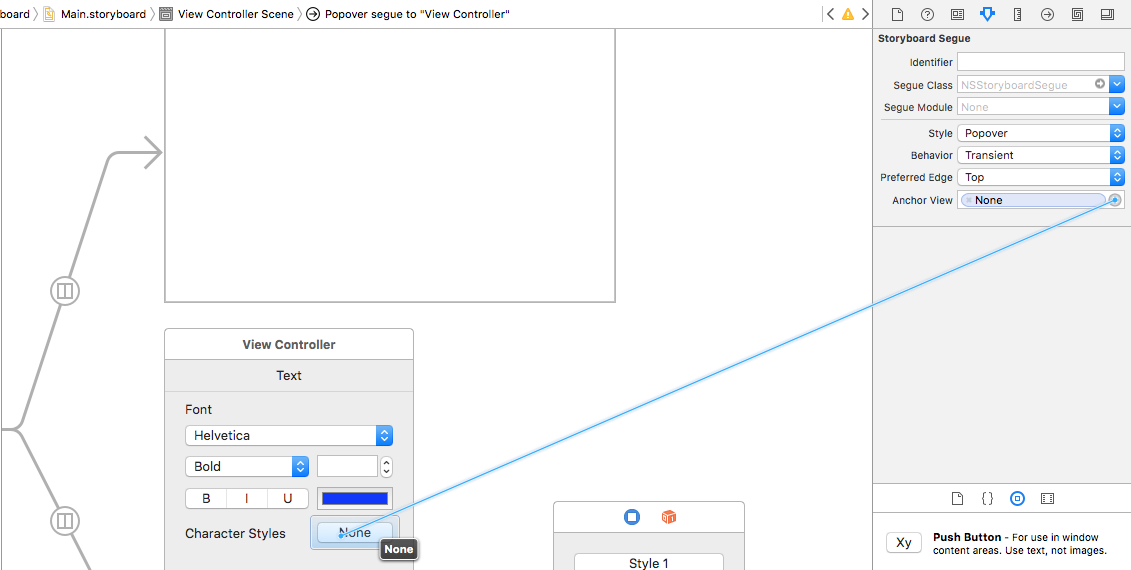 board Main.storyboard View Controller Scene Popover segue to "View Controller"
Storyboard Segue
Identifier
Segue Class NSStoryboardSegue
Segue Module None
Style Popover
Behavior Transient
Preferred Edge Top
Anchor View None
View Controller
Text
Font
Helvetica
Bold
B I U
Character Styles None
None
Style 1
Xy Push Button - For use in window
content areas. Use text, not images.